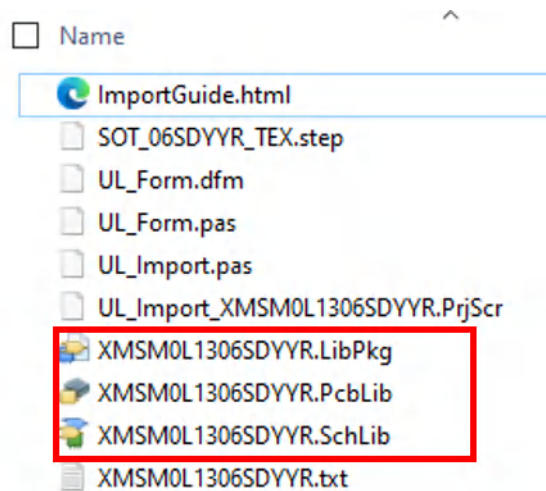 Name
ImportGuide.html
SOT_06SDYYR_TEX.step
UL_Form.dfm
UL_Form.pas
UL_Import.pas
UL_Import_XMSM0L1306SDYYR.PrjScr
XMSM0L1306SDYYR.LibPkg
XMSM0L1306SDYYR.PcbLib
XMSM0L1306SDYYR.SchLib
XMSM0L1306SDYYR.txt